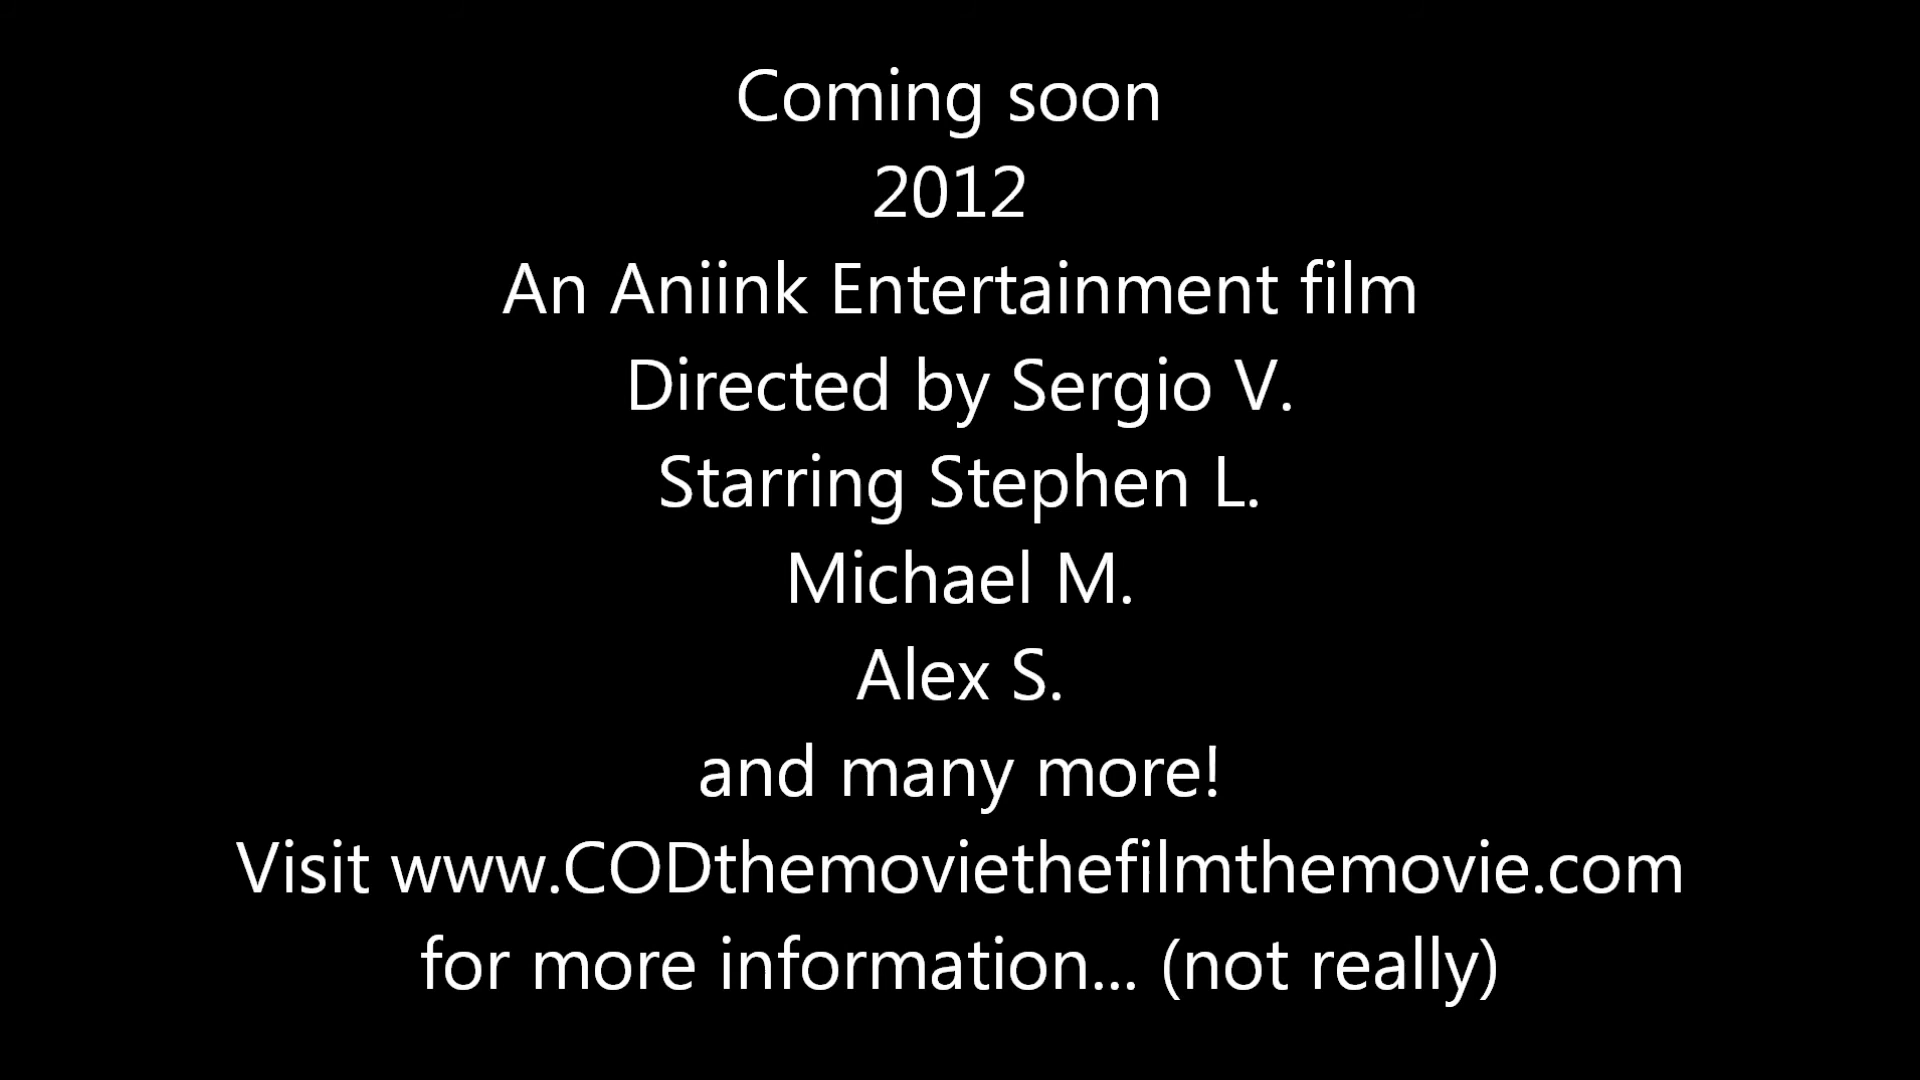 Coming soon
2012
An Aniink Entertainment film
Directed by Sergio V.
Starring Stephen L.
Michael M.
Alex S.
and many more!
Visit www.CODthemoviethefilmthemovie.com
for more information... (not really)